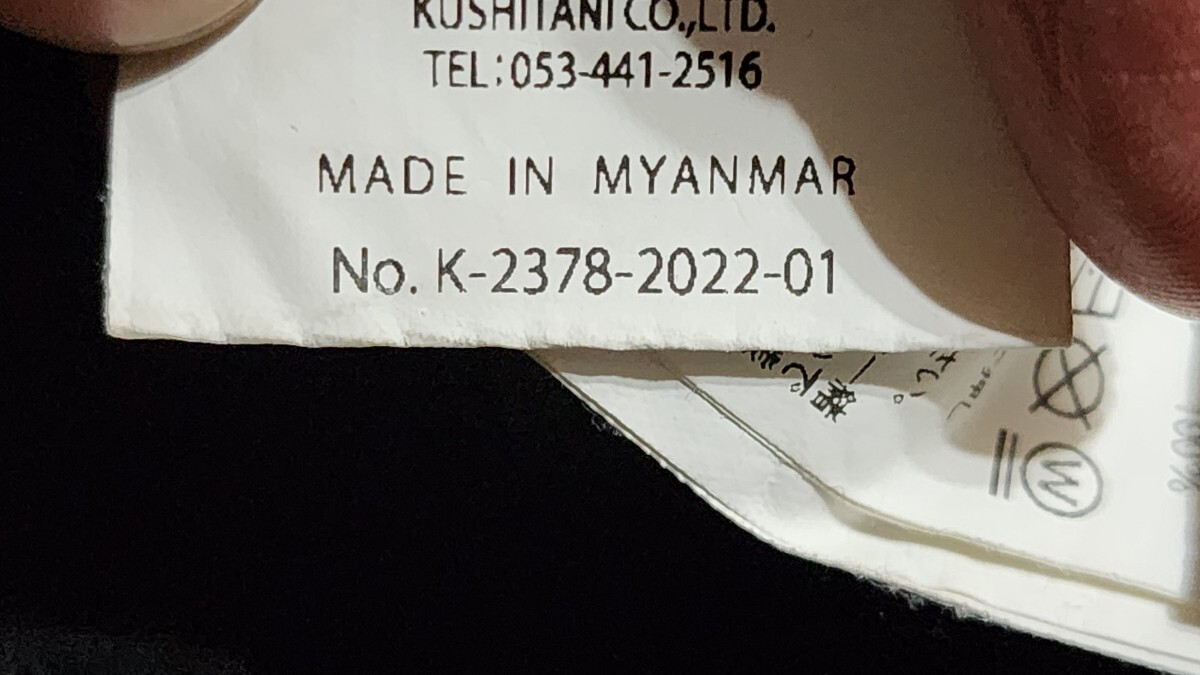 KUSHITANI CO.,LTD.
TEL:053-441-2516
MADE IN MYANMAR
No. K-2378-2022-01
W